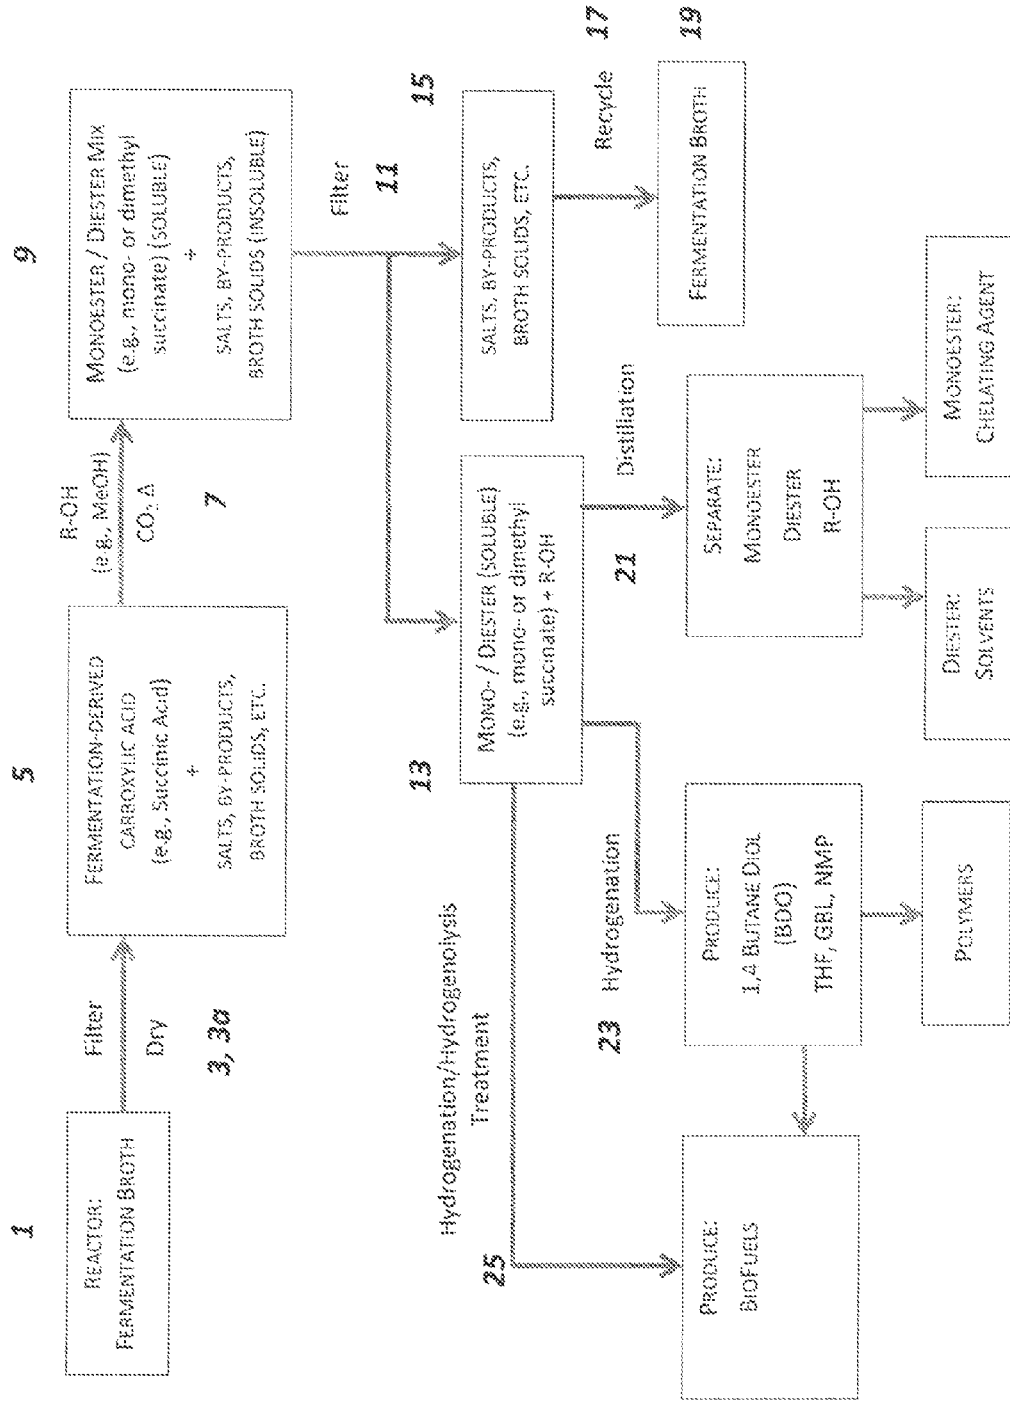 1
REACTOR:
FERMENTATION BROTH
Filter
Dry
3, 3a
5
FERMENTATION-DERIVED
CARBOXYLIC ACID
(e.g., Succinic Acid)
+
SALTS, BY-PRODUCTS,
BROTH SOLIDS, ETC.
R-OH
(e.g., MeOH)
CO₂, Δ
7
9
MONOESTER / DIESTER MIX
(e.g., mono- or dimethyl
succinate) (SOLUBLE)
+
SALTS, BY-PRODUCTS,
BROTH SOLIDS (INSOLUBLE)
Filter
11
13
MONO- / DIESTER (SOLUBLE)
(e.g., mono- or dimethyl
succinate) + R-OH
15
SALTS, BY-PRODUCTS,
BROTH SOLIDS, ETC.
Recycle
17
19
FERMENTATION BROTH
Hydrogenation/Hydrogenolysis
Treatment
25
PRODUCE:
BIOFUELS
Hydrogenation
23
PRODUCE:
1,4 BUTANE DIOL
(BDO)
THF, GBL, NMP
POLYMERS
Distillation
21
SEPARATE:
MONOESTER
DIESTER
R-OH
DIESTER:
SOLVENTS
MONOESTER:
CHELATING AGENT